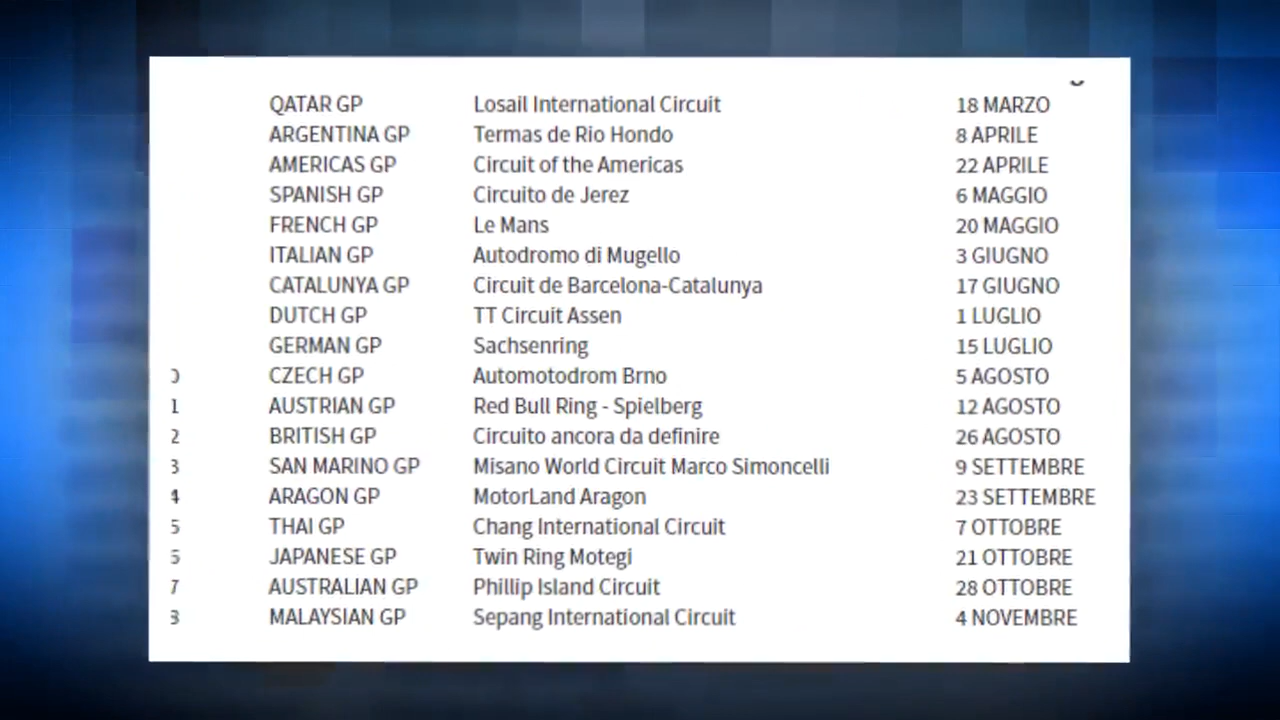 QATAR GP Losail International Circuit 18 MARZO
ARGENTINA GP Termas de Rio Hondo 8 APRILE
AMERICAS GP Circuit of the Americas 22 APRILE
SPANISH GP Circuito de Jerez 6 MAGGIO
FRENCH GP Le Mans 20 MAGGIO
ITALIAN GP Autodromo di Mugello 3 GIUGNO
CATALUNYA GP Circuit de Barcelona-Catalunya 17 GIUGNO
DUTCH GP TT Circuit Assen 1 LUGLIO
GERMAN GP Sachsenring 15 LUGLIO
CZECH GP Automotodrom Brno 5 AGOSTO
1 AUSTRIAN GP Red Bull Ring - Spielberg 12 AGOSTO
2 BRITISH GP Circuito ancora da definire 26 AGOSTO
3 SAN MARINO GP Misano World Circuit Marco Simoncelli 9 SETTEMBRE
4 ARAGON GP MotorLand Aragon 23 SETTEMBRE
5 THAI GP Chang International Circuit 7 OTTOBRE
JAPANESE GP Twin Ring Motegi 21 OTTOBRE
7 AUSTRALIAN GP Phillip Island Circuit 28 OTTOBRE
MALAYSIAN GP Sepang International Circuit 4 NOVEMBRE